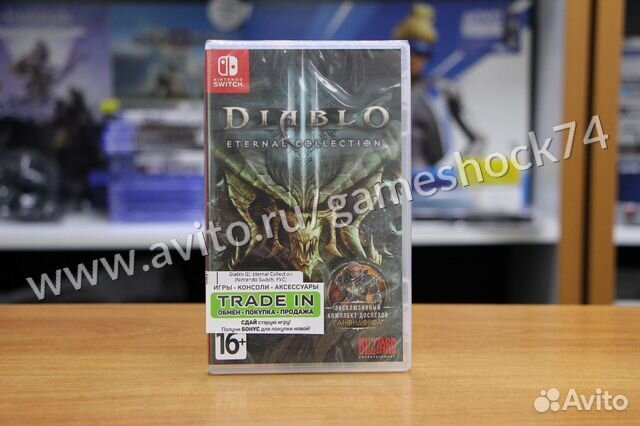 NINTENDO
SWITCH
DIABLO
III
ETERNAL COLLECTION
www.avito.ru/gameshock74
Diablo III: Eternal Collection
(Nintendo Switch, РУС)
ИГРЫ - КОНСОЛИ - АКСЕССУАРЫ
TRADE IN
ОБМЕН - ПОКУПКА - ПРОДАЖА
СДАЙ старую игру!
Получи БОНУС для покупки новой!
16+
ЭКСКЛЮЗИВНЫЙ
КОМПЛЕКТ ДОСПЕХОВ
"ГАНОНДОРФА"
BLIZZARD
ENTERTAINMENT
Avito